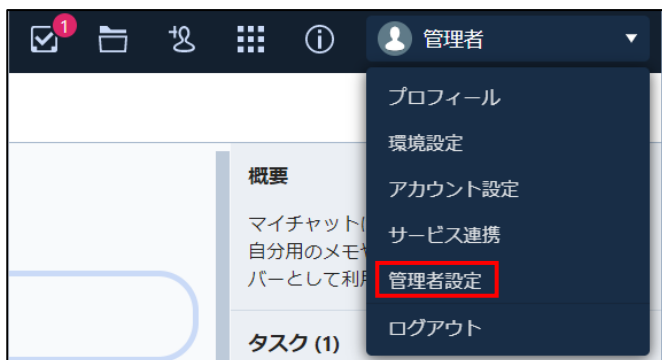 1
管理者
プロフィール
環境設定
アカウント設定
サービス連携
管理者設定
ログアウト
概要
マイチャット
自分用のメモ
バーとして利
タスク (1)